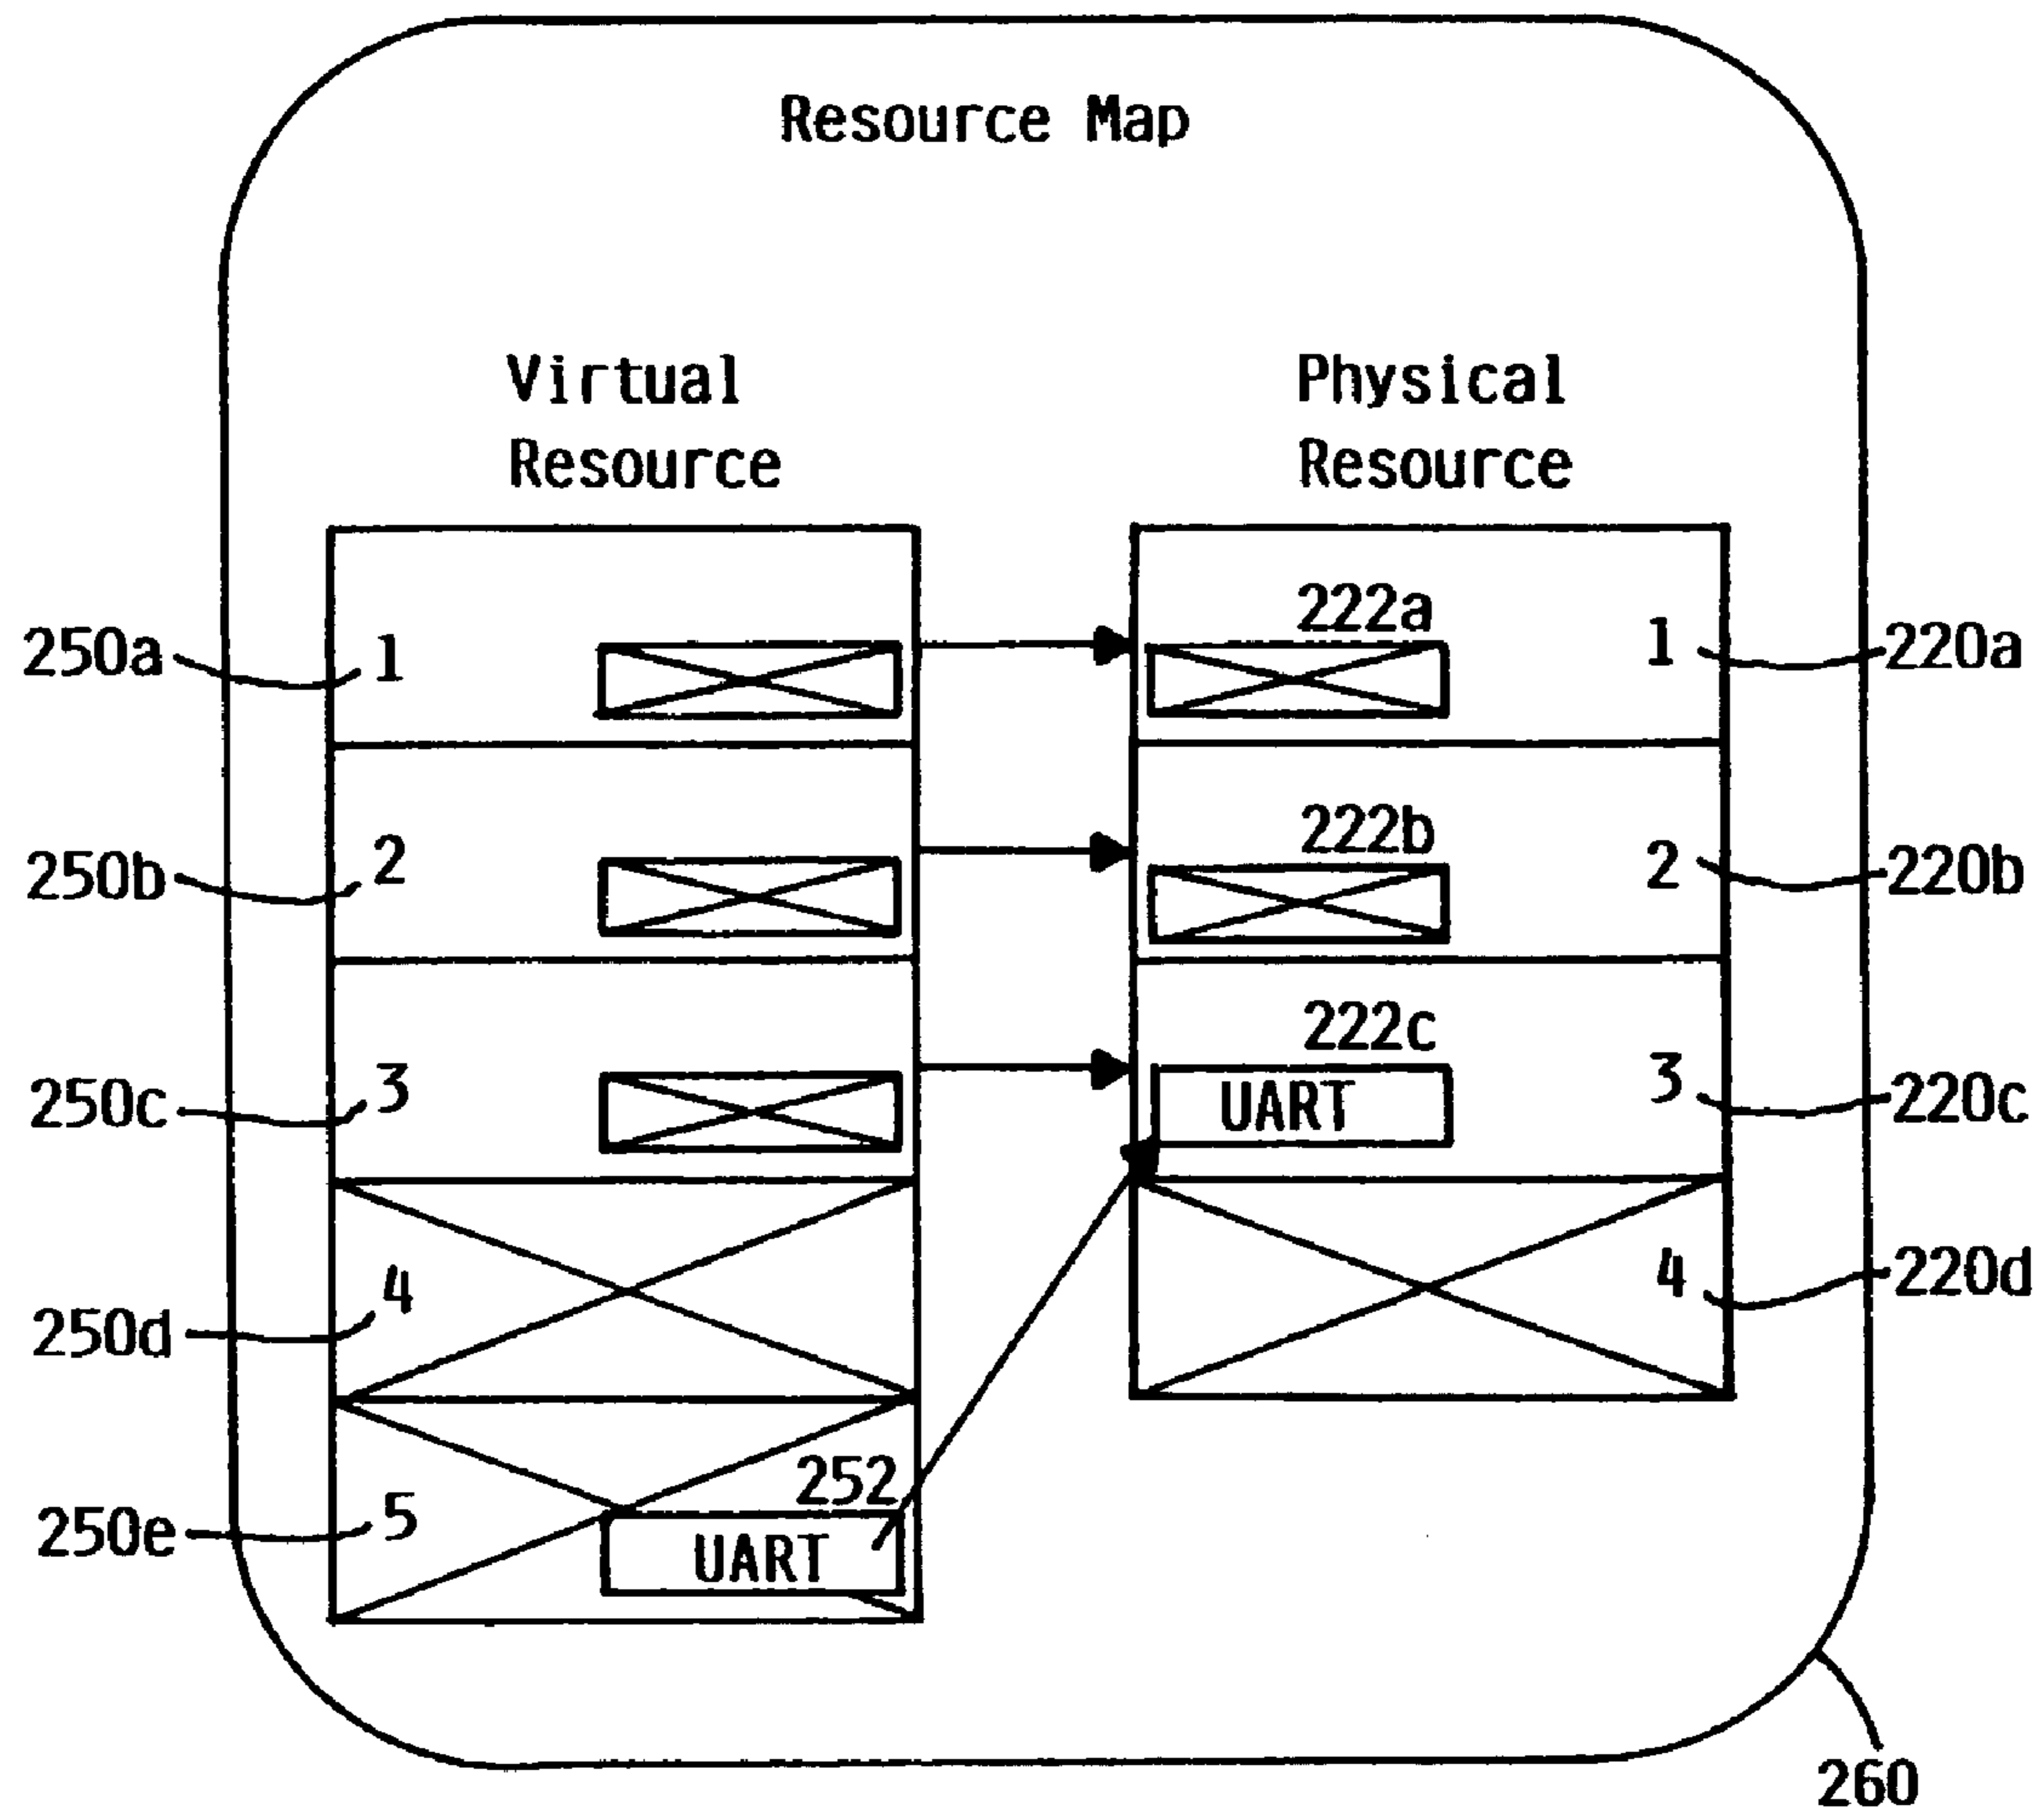 Resource Map
Virtual Resource
Physical Resource
222a
250a 1 1 220a
222b
250b 2 2 220b
222c
250c 3 UART 3 220c
250d 4 4 220d
252
250e 5 UART
260